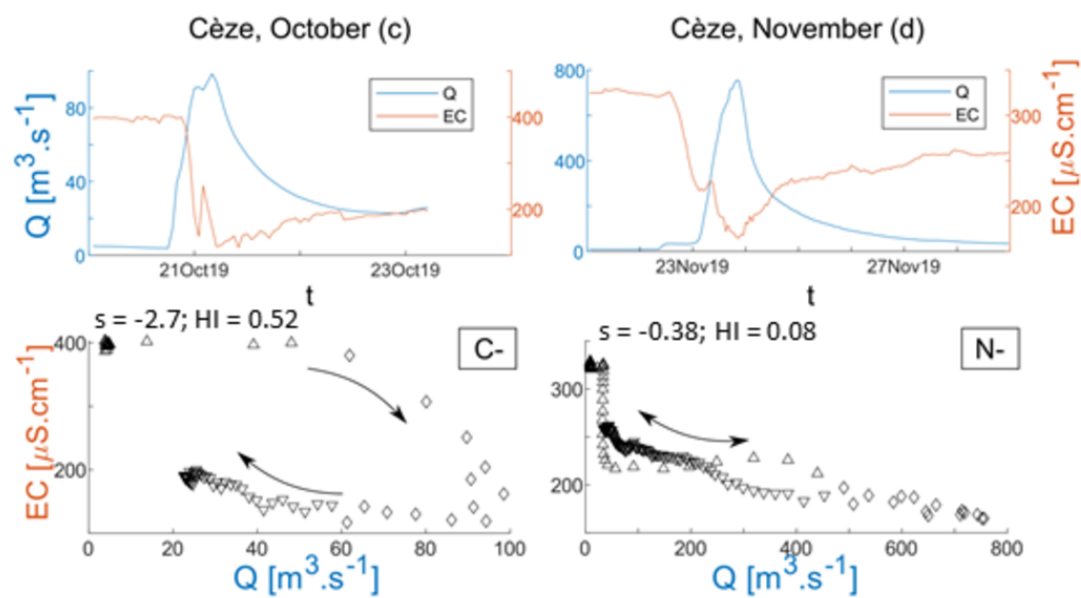 Cèze, October (c)
Cèze, November (d)
Q [m³.s⁻¹]
80
40
0
Q
EC
400
200
21Oct19
23Oct19
t
800
400
0
Q
EC
300
200
EC [µS.cm⁻¹]
23Nov19
27Nov19
t
s = -2.7; HI = 0.52
C-
EC [µS.cm⁻¹]
400
200
0
20
40
60
80
100
Q [m³.s⁻¹]
s = -0.38; HI = 0.08
N-
300
200
0
200
400
600
800
Q [m³.s⁻¹]